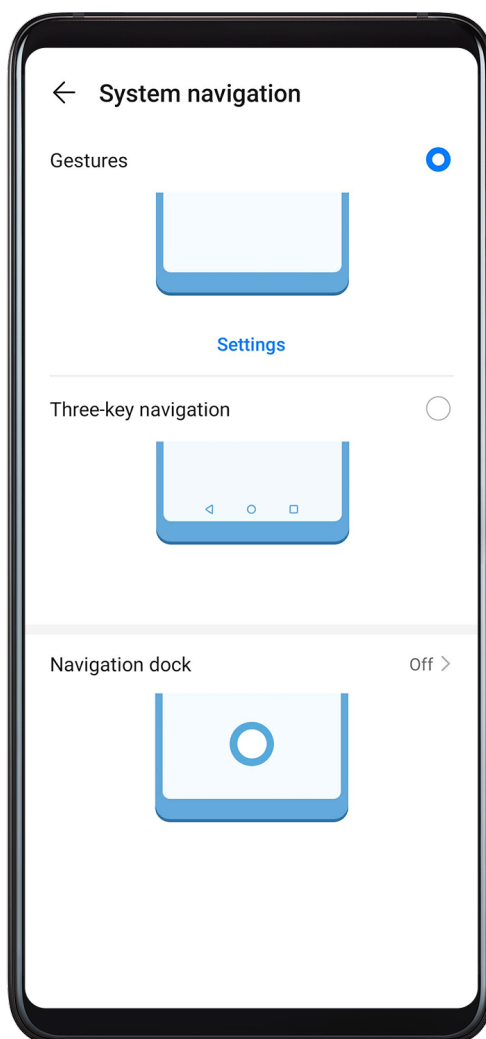 System navigation
Gestures
Settings
Three-key navigation
Navigation dock Off